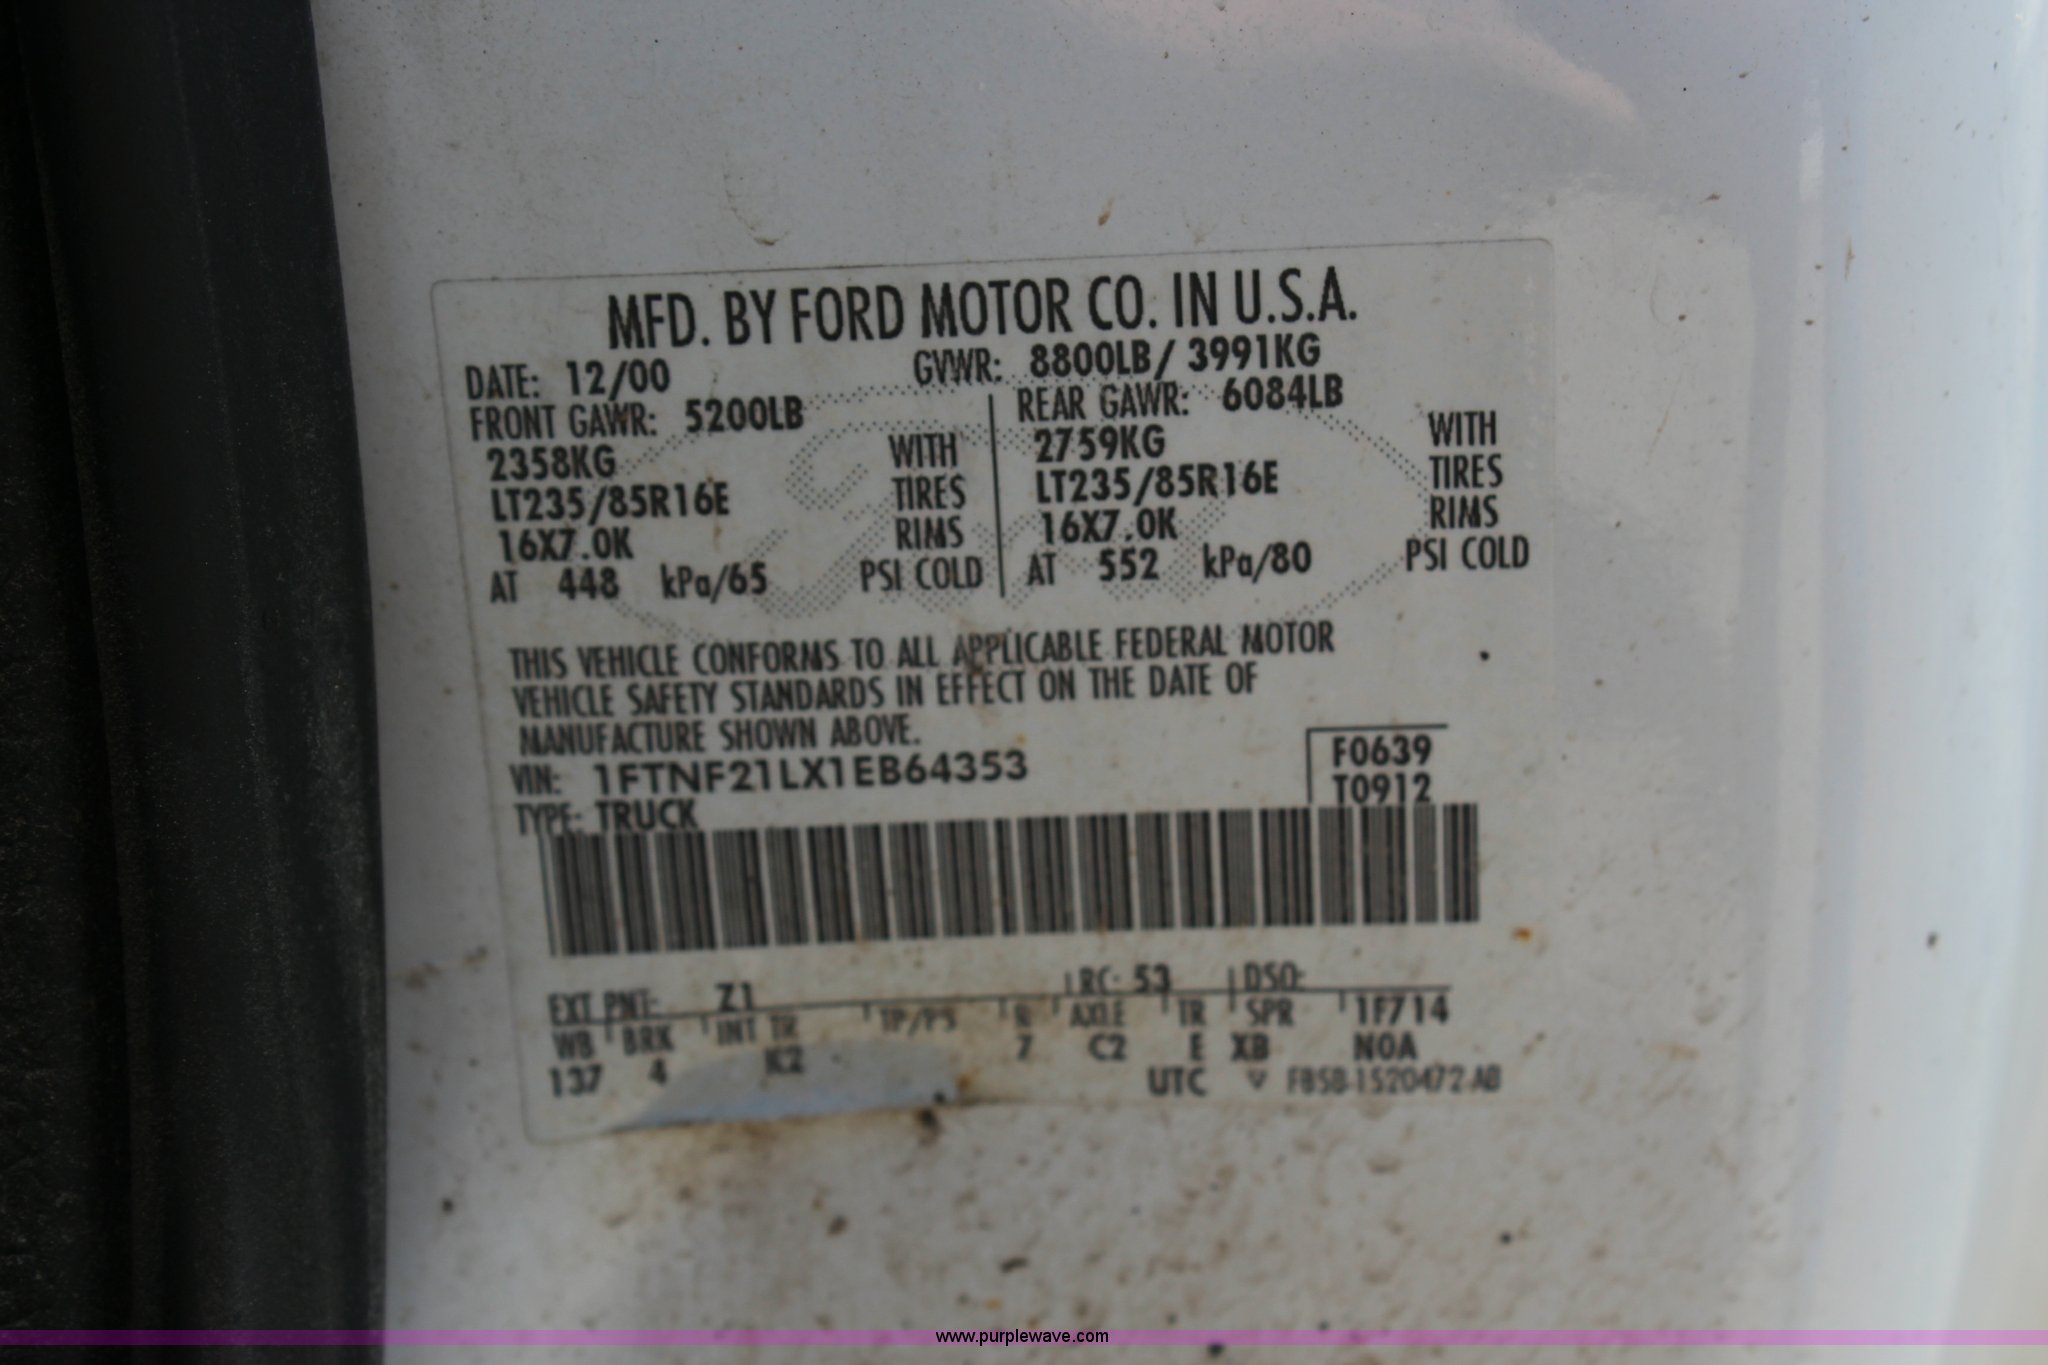 MFD. BY FORD MOTOR CO. IN U.S.A.
DATE: 12/00 GVWR: 8800LB/ 3991KG
FRONT GAWR: 5200LB REAR GAWR: 6084LB
2358KG WITH 2759KG WITH
LT235/85R16E TIRES LT235/85R16E TIRES
16X7.0K RIMS 16X7.0K RIMS
AT 448 kPa/65 PSI COLD AT 552 kPa/80 PSI COLD
THIS VEHICLE CONFORMS TO ALL APPLICABLE FEDERAL MOTOR
VEHICLE SAFETY STANDARDS IN EFFECT ON THE DATE OF
MANUFACTURE SHOWN ABOVE.
VIN: 1FTNF21LX1EB64353 F0639
TYPE: TRUCK T0912
EXT PNT: Z1 RC: 53 DSO:
WB BRK INT TR TP/PS R AXLE TR SPR 1F714
137 4 K2 7 C2 E XB N0A
UTC ▽ F85B-1520472-AB
www.purplewave.com